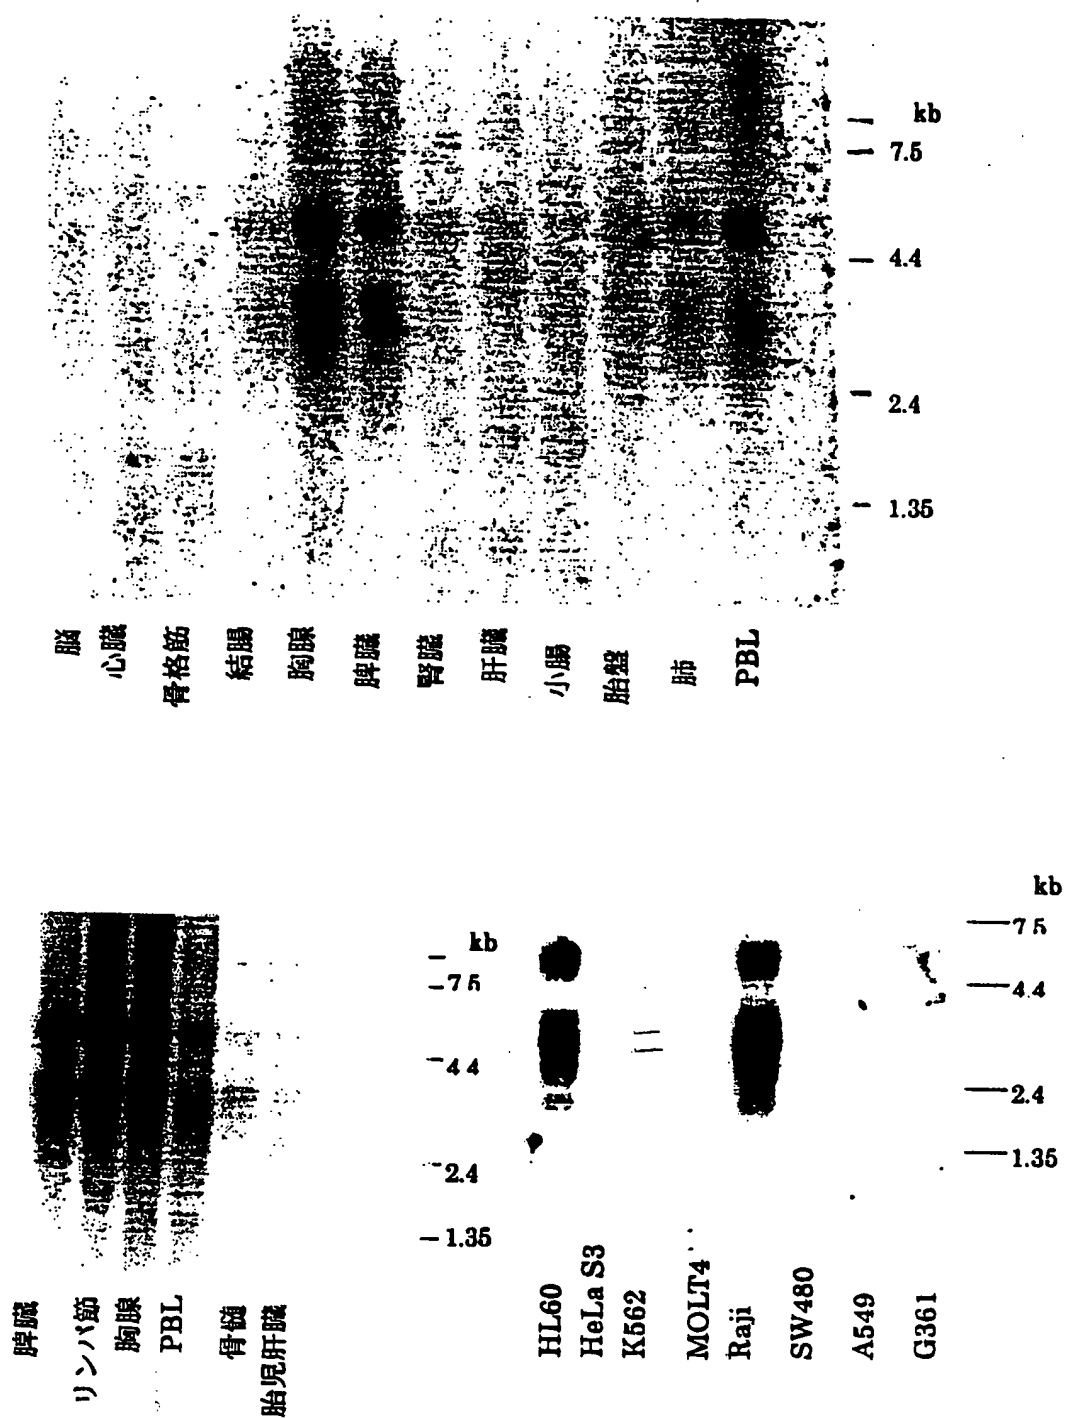 kb
7.5
4.4
2.4
1.35
脳
心臓
骨格筋
結腸
胸腺
脾臓
腎臓
肝臓
小腸
胎盤
肺
PBL
kb
7 5
4 4
2.4
1.35
脾臓
リンパ節
胸腺
PBL
骨髄
胎児肝臓
kb
7 5
4.4
2.4
1.35
HL60
HeLa S3
K562
MOLT4
Raji
SW480
A549
G361